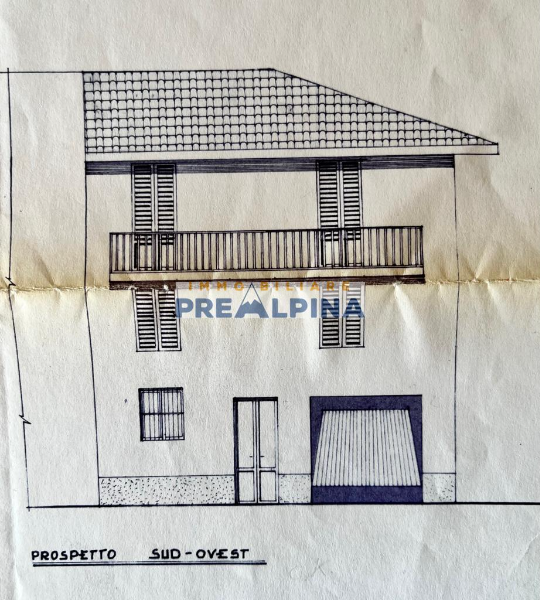 IMMOBILIARE
PREALPINA
PROSPETTO SUD-OVEST